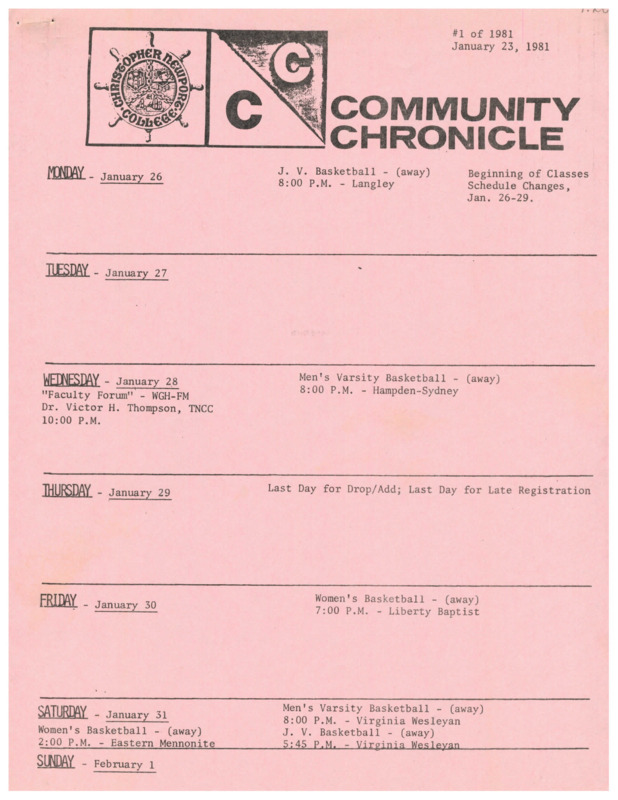 #1 of 1981
January 23, 1981
CHRISTOPHER NEWPORT
COLLEGE
C C
COMMUNITY
CHRONICLE
MONDAY - January 26
J. V. Basketball - (away)
8:00 P.M. - Langley
Beginning of Classes
Schedule Changes,
Jan. 26-29.
TUESDAY - January 27
WEDNESDAY - January 28
"Faculty Forum" - WGH-FM
Dr. Victor H. Thompson, TNCC
10:00 P.M.
Men's Varsity Basketball - (away)
8:00 P.M. - Hampden-Sydney
THURSDAY - January 29
Last Day for Drop/Add; Last Day for Late Registration
FRIDAY - January 30
Women's Basketball - (away)
7:00 P.M. - Liberty Baptist
SATURDAY - January 31
Women's Basketball - (away)
2:00 P.M. - Eastern Mennonite
Men's Varsity Basketball - (away)
8:00 P.M. - Virginia Wesleyan
J. V. Basketball - (away)
5:45 P.M. - Virginia Wesleyan
SUNDAY - February 1